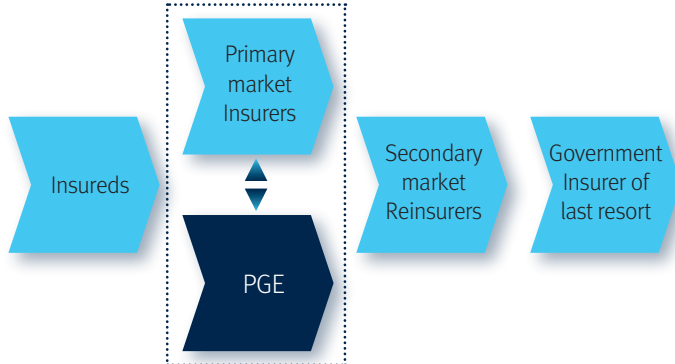 Insureds
Primary
market
Insurers
PGE
Secondary
market
Reinsurers
Government
Insurer of
last resort